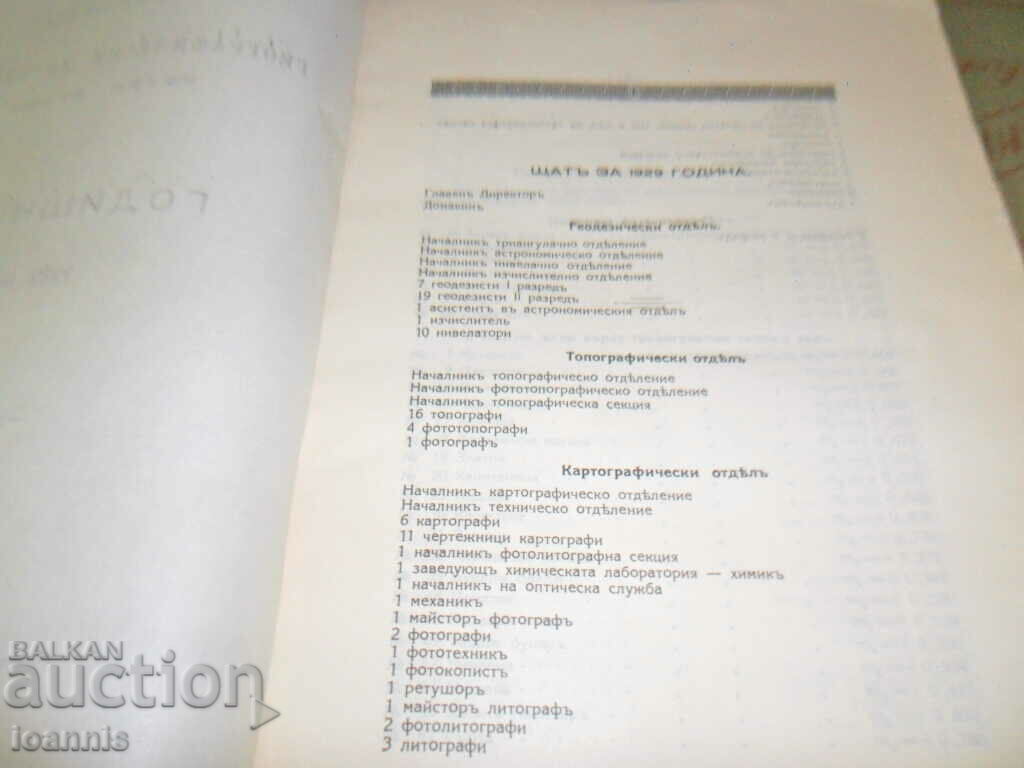 ГОДИШ
ЩАТЪ ЗА 1929 ГОДИНА.
Главенъ Директоръ
Домакинъ
Геодезически отдѣлъ.
Началникъ триангулачно отдѣление
Началникъ астрономическо отдѣление
Началникъ нивелачно отдѣление
Началникъ изчислително отдѣление
7 геодезисти I разредъ
19 геодезисти II разредъ
1 асистентъ въ астрономическия отдѣлъ
1 изчислитель
10 нивелатори
Топографически отдѣлъ
Началникъ топографическо отдѣление
Началникъ фототопографическо отдѣление
Началникъ топографическа секция
16 топографи
4 фототопографи
1 фотографъ
Картографически отдѣлъ
Началникъ картографическо отдѣление
Началникъ техническо отдѣление
6 картографи
11 чертежници картографи
1 началникъ фотолитографна секция
1 заведующъ химическата лаборатория — химикъ
1 началникъ на оптическа служба
1 механикъ
1 майсторъ фотографъ
2 фотографи
1 фототехникъ
1 фотокопистъ
1 ретушоръ
1 майсторъ литографъ
2 фотолитографи
3 литографи
BALKAN
auction
ioannis